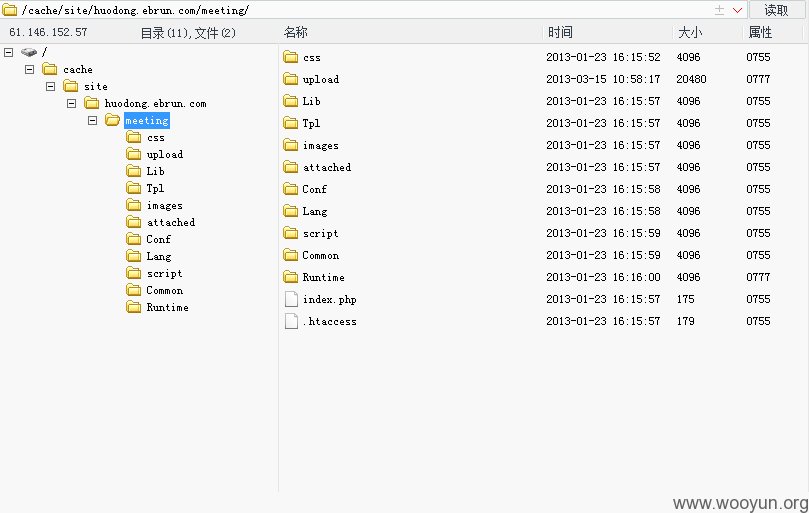 /cache/site/huodong.ebrun.com/meeting/ 读取
61.146.152.57 目录(11),文件(2) 名称 时间 大小 属性
/
cache
site
huodong.ebrun.com
meeting
css
upload
Lib
Tpl
images
attached
Conf
Lang
script
Common
Runtime
css 2013-01-23 16:15:52 4096 0755
upload 2013-03-15 10:58:17 20480 0777
Lib 2013-01-23 16:15:57 4096 0755
Tpl 2013-01-23 16:15:57 4096 0755
images 2013-01-23 16:15:57 4096 0755
attached 2013-01-23 16:15:57 4096 0755
Conf 2013-01-23 16:15:58 4096 0755
Lang 2013-01-23 16:15:58 4096 0755
script 2013-01-23 16:15:59 4096 0755
Common 2013-01-23 16:15:59 4096 0755
Runtime 2013-01-23 16:16:00 4096 0777
index.php 2013-01-23 16:15:57 175 0755
.htaccess 2013-01-23 16:15:57 179 0755
www.wooyun.org